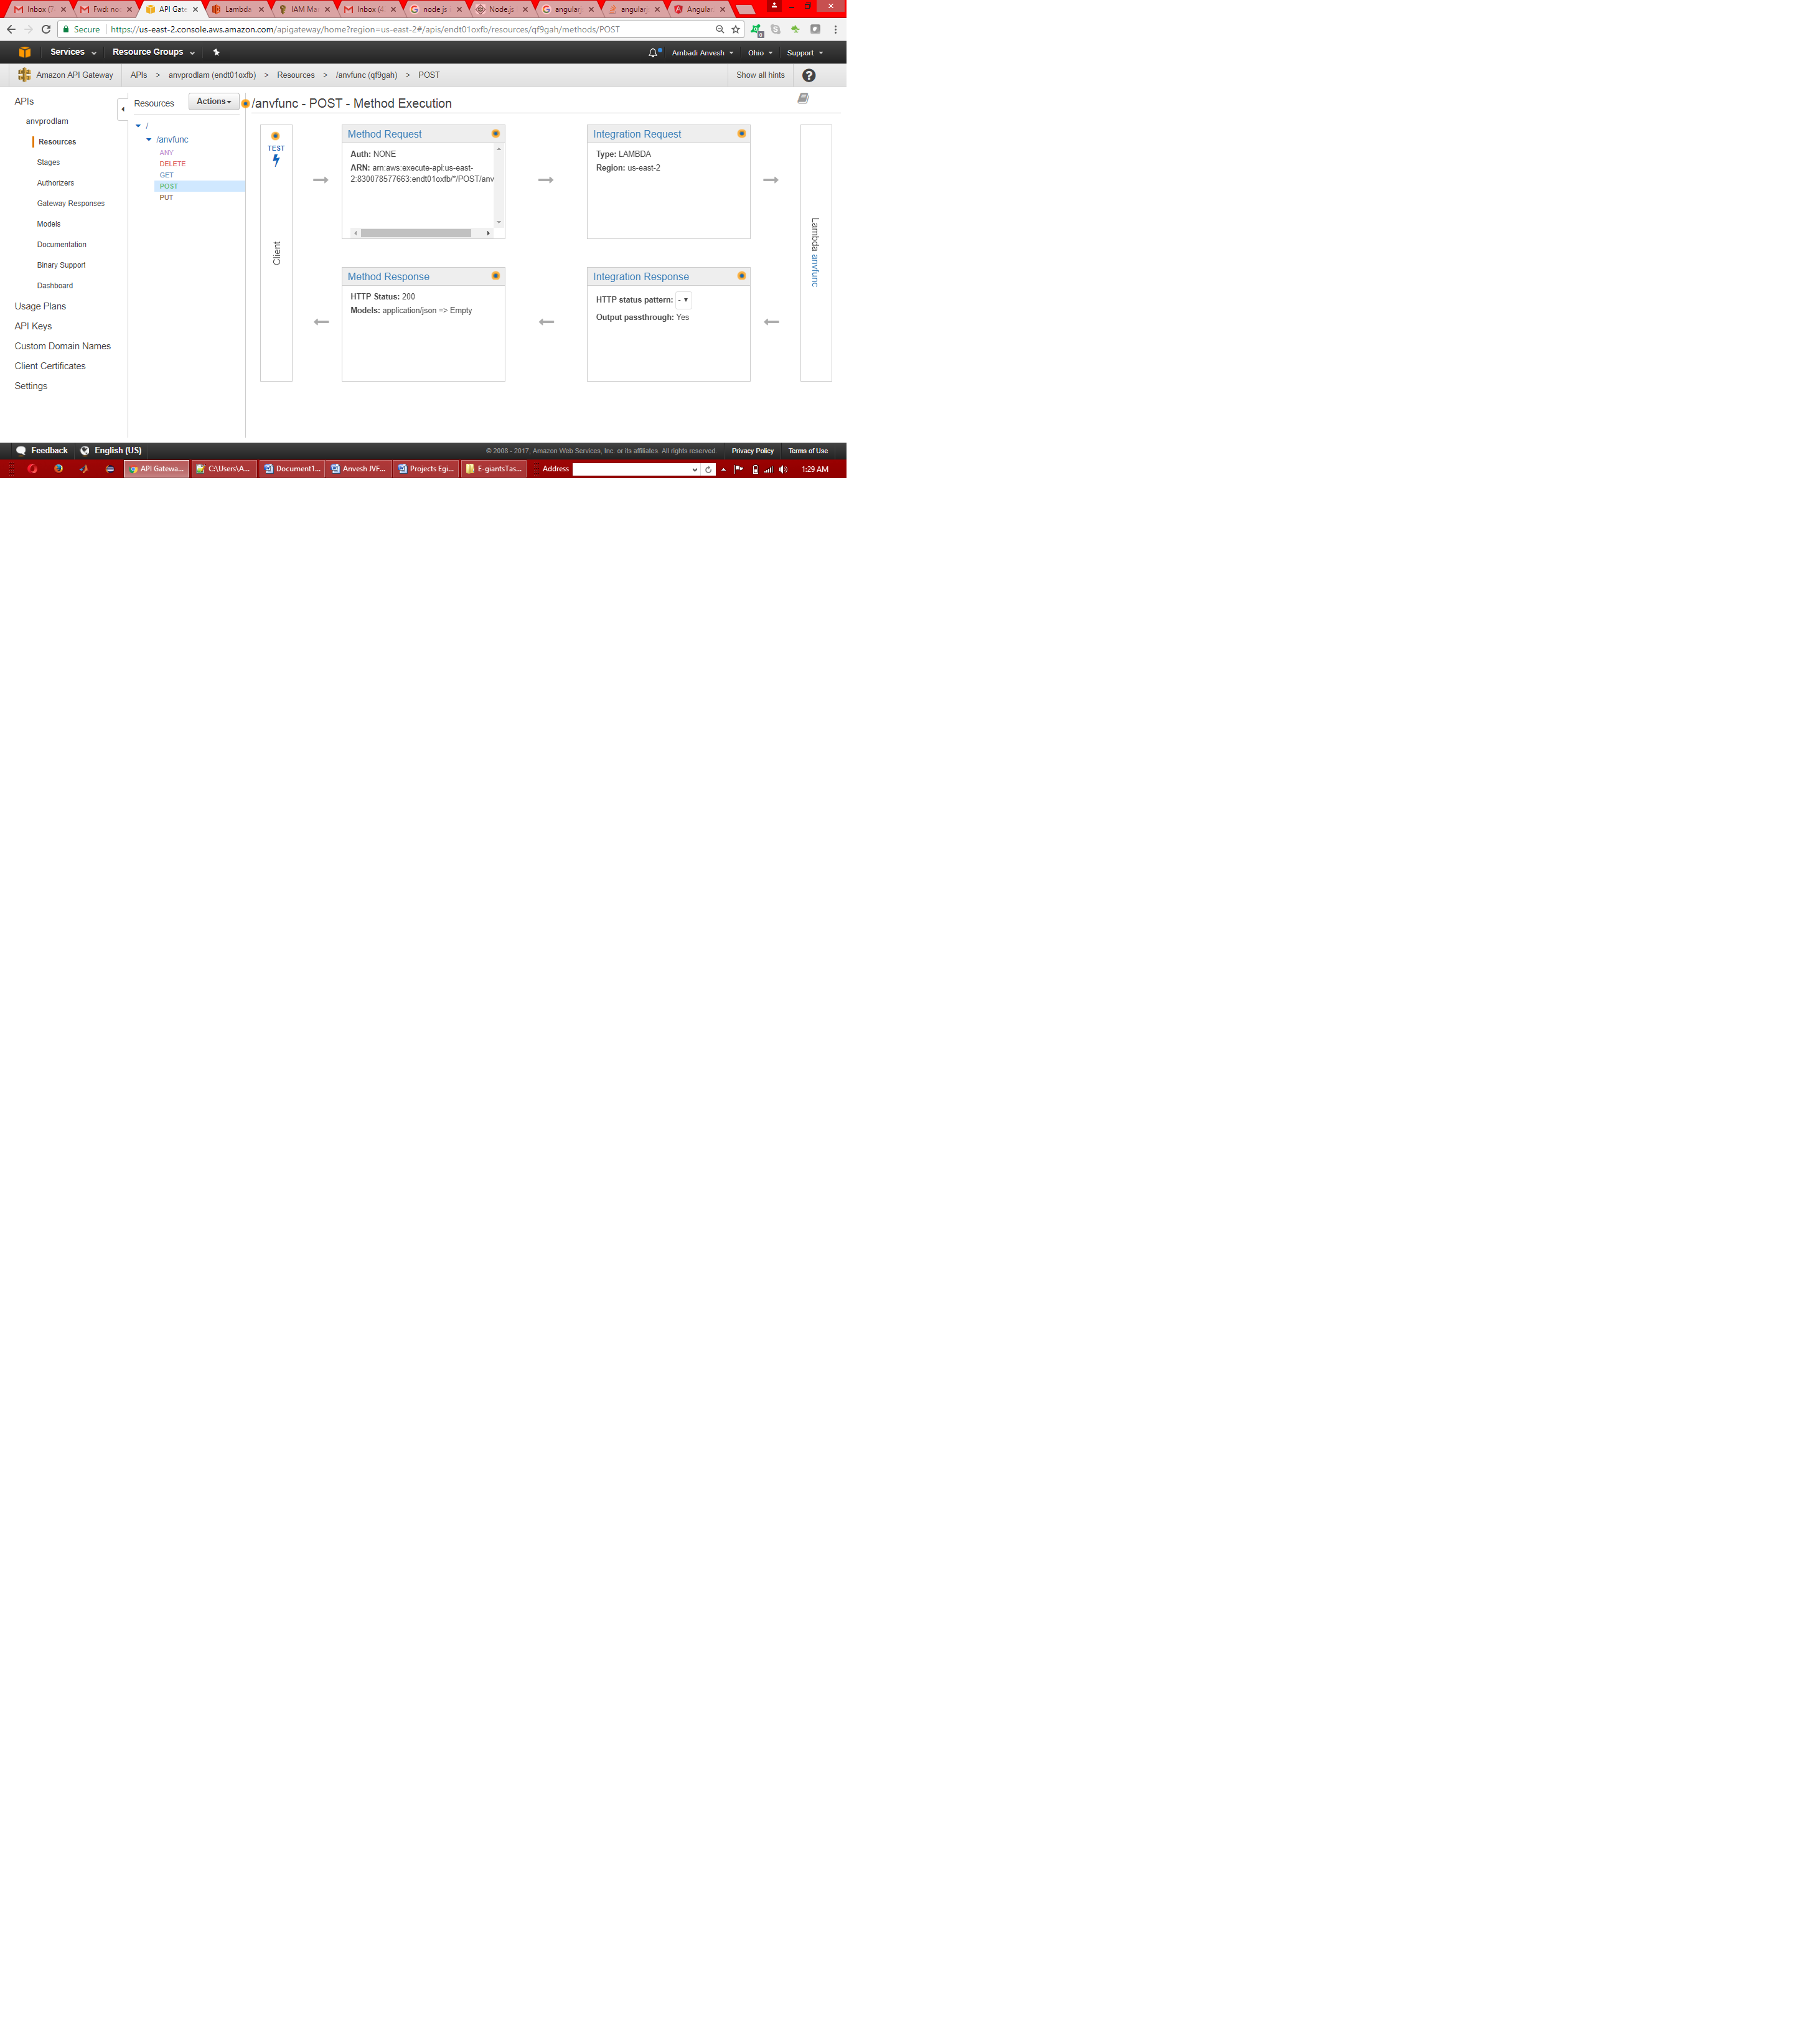 Inbox (7
Fwd: noc
API Gate
Lambda
IAM Ma
Inbox (4
node js
Node.js
angularj
angularj
Angular
Secure
https://us-east-2.console.aws.amazon.com/apigateway/home?region=us-east-2#/apis/endt01oxfb/resources/qf9gah/methods/POST
Services
Resource Groups
Ambadi Anvesh
Ohio
Support
Amazon API Gateway
APIs > anvprodlam (endt01oxfb) > Resources > /anvfunc (qf9gah) > POST
Show all hints
APIs
anvprodlam
Resources
Stages
Authorizers
Gateway Responses
Models
Documentation
Binary Support
Dashboard
Usage Plans
API Keys
Custom Domain Names
Client Certificates
Settings
Resources
Actions
/
/anvfunc
ANY
DELETE
GET
POST
PUT
/anvfunc - POST - Method Execution
TEST
Client
Method Request
Auth: NONE
ARN: arn:aws:execute-api:us-east-
2:830078577663:endt01oxfb/*/POST/anv
Integration Request
Type: LAMBDA
Region: us-east-2
Lambda anvfunc
Method Response
HTTP Status: 200
Models: application/json => Empty
Integration Response
HTTP status pattern: -
Output passthrough: Yes
Feedback
English (US)
© 2008 - 2017, Amazon Web Services, Inc. or its affiliates. All rights reserved.
Privacy Policy
Terms of Use
API Gatewa...
C:\Users\A...
Document1...
Anvesh JVF...
Projects Egi...
E-giantsTas...
Address
1:29 AM